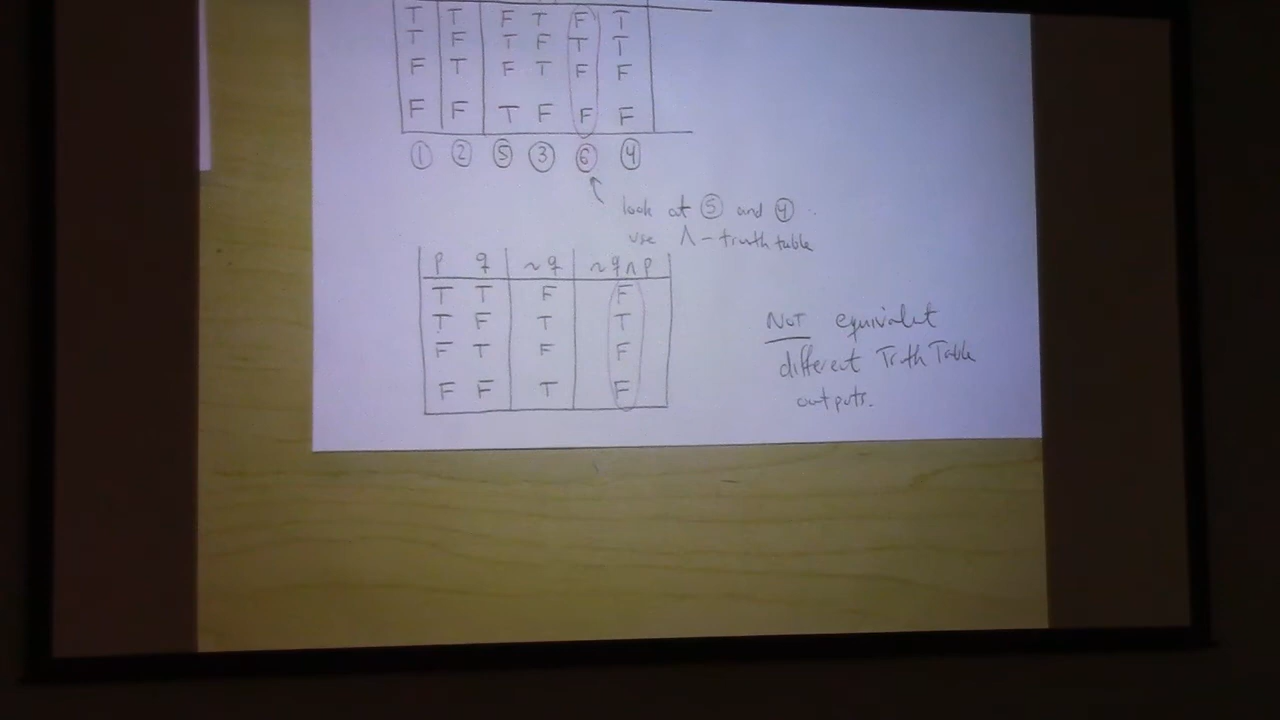 T T F T F T
T F T F T T
F T F T F F
F F T F F F
① ② ⑤ ③ ⑥ ④
look at ⑤ and ④.
use ∧-truth table
p q ~q ~q∧p
T T F F
T F T T
F T F F
F F T F
NOT equivalent
different Truth Table
outputs.